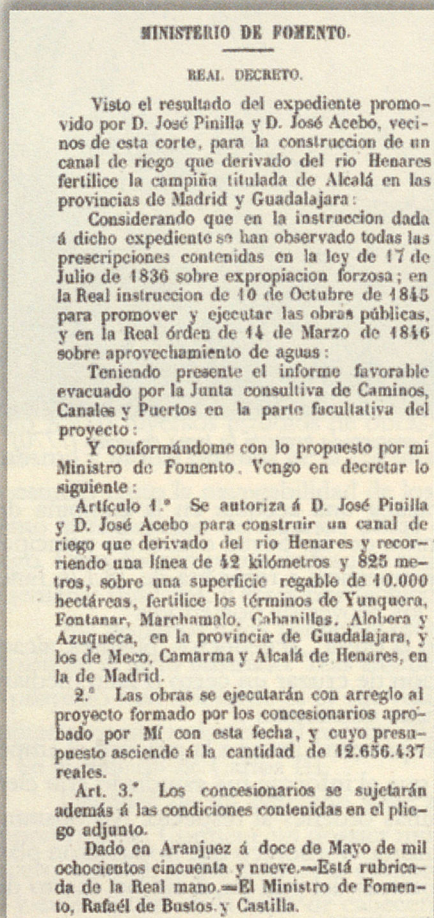 MINISTERIO DE FOMENTO.
REAL DECRETO.
Visto el resultado del expediente promo-
vido por D. José Pinilla y D. José Acebo, veci-
nos de esta corte, para la construccion de un
canal de riego que derivado del rio Henares
fertilice la campiña titulada de Alcalá en las
provincias de Madrid y Guadalajara:
Considerando que en la instruccion dada
á dicho expediente se han observado todas las
prescripciones contenidas en la ley de 17 de
Julio de 1836 sobre expropiacion forzosa; en
la Real instruccion de 10 de Octubre de 1845
para promover y ejecutar las obras públicas,
y en la Real órden de 14 de Marzo de 1846
sobre aprovechamiento de aguas:
Teniendo presente el informe favorable
evacuado por la Junta consultiva de Caminos,
Canales y Puertos en la parte facultativa del
proyecto:
Y conformándome con lo propuesto por mi
Ministro de Fomento, Vengo en decretar lo
siguiente:
Artículo 1.° Se autoriza á D. José Pinilla
y D. José Acebo para construir un canal de
riego que derivado del rio Henares y recor-
riendo una línea de 42 kilómetros y 825 me-
tros, sobre una superficie regable de 10.000
hectáreas, fertilice los términos de Yunquera,
Fontanar, Marchamalo, Cabanillas, Alobera y
Azuqueca, en la provincia de Guadalajara, y
los de Meco, Camarma y Alcalá de Henares, en
la de Madrid.
2.° Las obras se ejecutarán con arreglo al
proyecto formado por los concesionarios apro-
bado por Mí con esta fecha, y cuyo presu-
puesto asciende á la cantidad de 12.656.437
reales.
Art. 3.° Los concesionarios se sujetarán
además á las condiciones contenidas en el plie-
go adjunto.
Dado en Aranjuez á doce de Mayo de mil
ochocientos cincuenta y nueve.=Está rubrica-
da de la Real mano.=El Ministro de Fomen-
to, Rafaél de Bustos y Castilla.